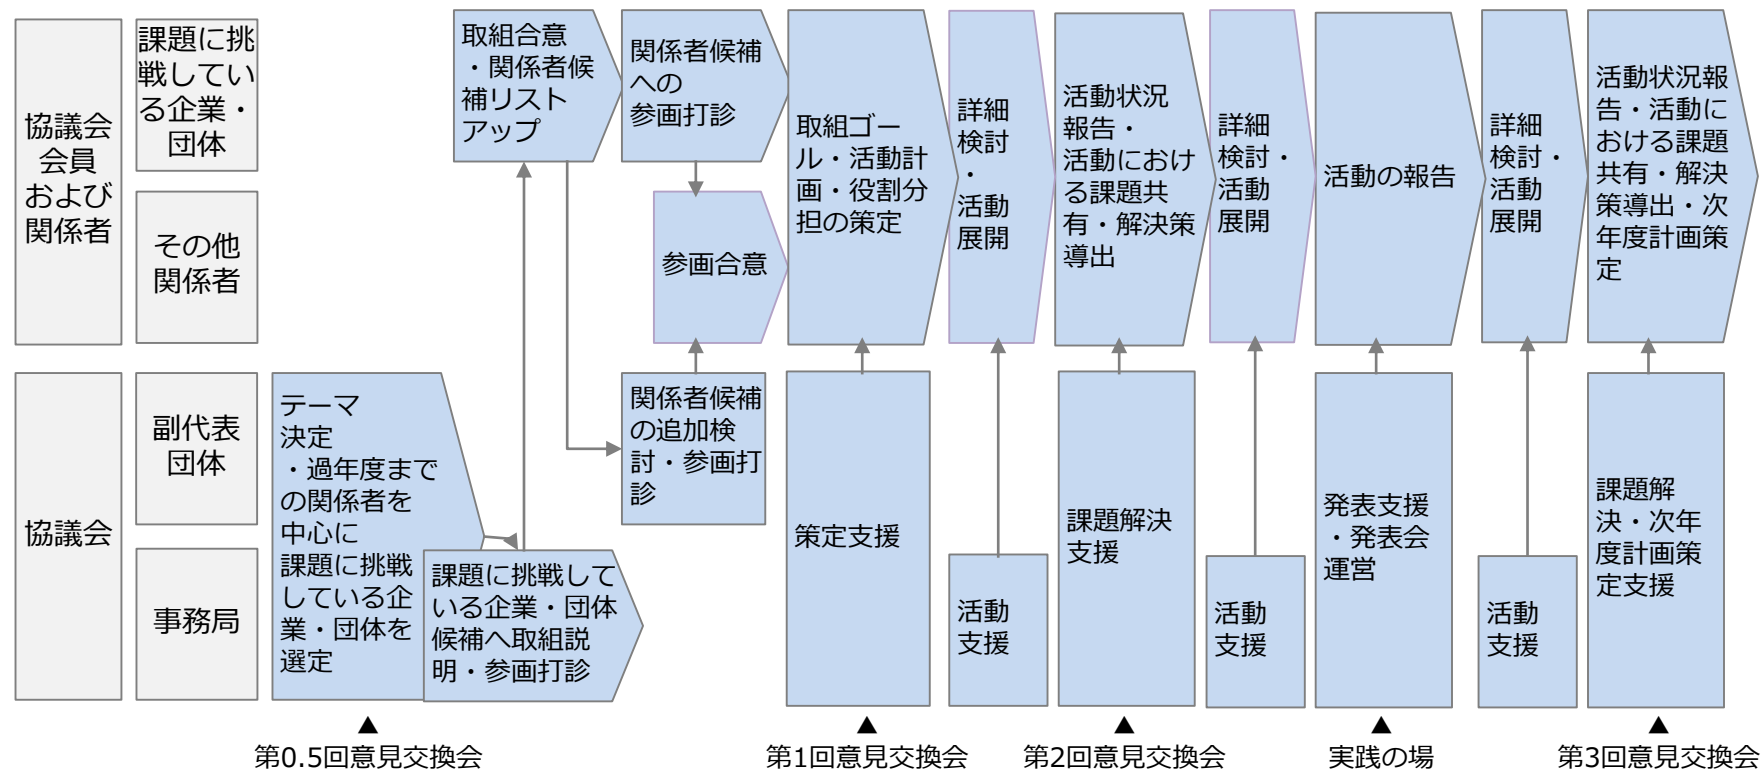 協議会
会員
および
関係者
課題に挑
戦してい
る企業・
団体
その他
関係者
取組合意
・関係者候
補リスト
アップ
関係者候補
への
参画打診
参画合意
取組ゴー
ル・活動計
画・役割分
担の策定
詳細
検討
・
活動
展開
活動状況
報告・
活動におけ
る課題共
有・解決策
導出
詳細
検討・
活動
展開
活動の報告
詳細
検討・
活動
展開
活動状況報
告・活動に
おける課題
共有・解決
策導出・次
年度計画策
定
協議会
副代表
団体
事務局
テーマ
決定
・過年度まで
の関係者を
中心に
課題に挑戦
している企
業・団体を
選定
課題に挑戦して
いる企業・団体
候補へ取組説
明・参画打診
関係者候補
の追加検
討・参画打
診
策定支援
活動
支援
課題解決
支援
活動
支援
発表支援
・発表会
運営
活動
支援
課題解
決・次年
度計画策
定支援
▲
第0.5回意見交換会
▲
第1回意見交換会
▲
第2回意見交換会
▲
実践の場
▲
第3回意見交換会